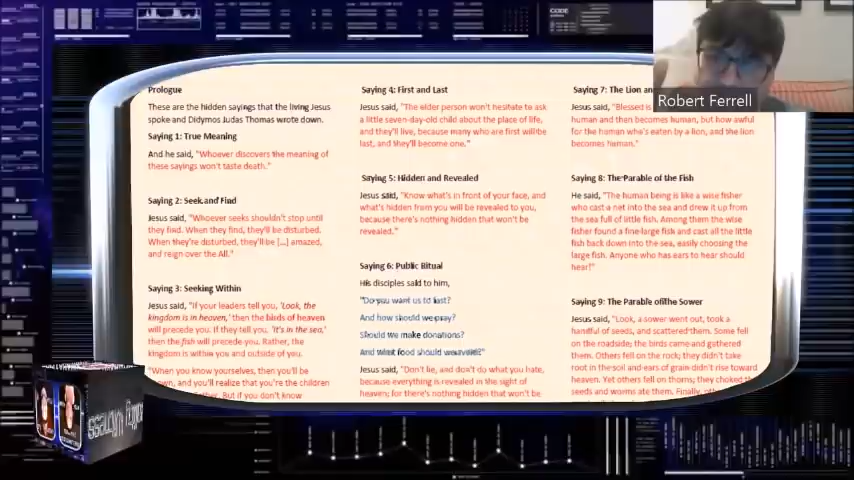 CODE
Robert Ferrell
Prologue
These are the hidden sayings that the living Jesus
spoke and Didymos Judas Thomas wrote down.
Saying 1: True Meaning
And he said, "Whoever discovers the meaning of
these sayings won't taste death."
Saying 2: Seek and Find
Jesus said, "Whoever seeks shouldn't stop until
they find. When they find, they'll be disturbed.
When they're disturbed, they'll be [...] amazed,
and reign over the All."
Saying 3: Seeking Within
Jesus said, "If your leaders tell you, 'Look, the
kingdom is in heaven,' then the birds of heaven
will precede you. If they tell you, 'It's in the sea,'
then the fish will precede you. Rather, the
kingdom is within you and outside of you.
"When you know yourselves, then you'll be
and you'll realize that you're the children
But if you don't know
Saying 4: First and Last
Jesus said, "The elder person won't hesitate to ask
a little seven-day-old child about the place of life,
and they'll live, because many who are first will be
last, and they'll become one."
Saying 5: Hidden and Revealed
Jesus said, "Know what's in front of your face, and
what's hidden from you will be revealed to you,
because there's nothing hidden that won't be
revealed."
Saying 6: Public Ritual
His disciples said to him,
"Do you want us to fast?
And how should we pray?
Should we make donations?
And what food should we avoid?"
Jesus said, "Don't lie, and don't do what you hate,
because everything is revealed in the sight of
heaven; for there's nothing hidden that won't be
Saying 7: The Lion an
Jesus said, "Blessed is
human and then becomes human, but how awful
for the human who's eaten by a lion, and the lion
becomes human."
Saying 8: The Parable of the Fish
He said, "The human being is like a wise fisher
who cast a net into the sea and drew it up from
the sea full of little fish. Among them the wise
fisher found a fine large fish and cast all the little
fish back down into the sea, easily choosing the
large fish. Anyone who has ears to hear should
hear!"
Saying 9: The Parable of the Sower
Jesus said, "Look, a sower went out, took a
handful of seeds, and scattered them. Some fell
on the roadside; the birds came and gathered
them. Others fell on the rock; they didn't take
root in the soil and ears of grain didn't rise toward
heaven. Yet others fell on thorns; they choked the
seeds and worms ate them. Finally,